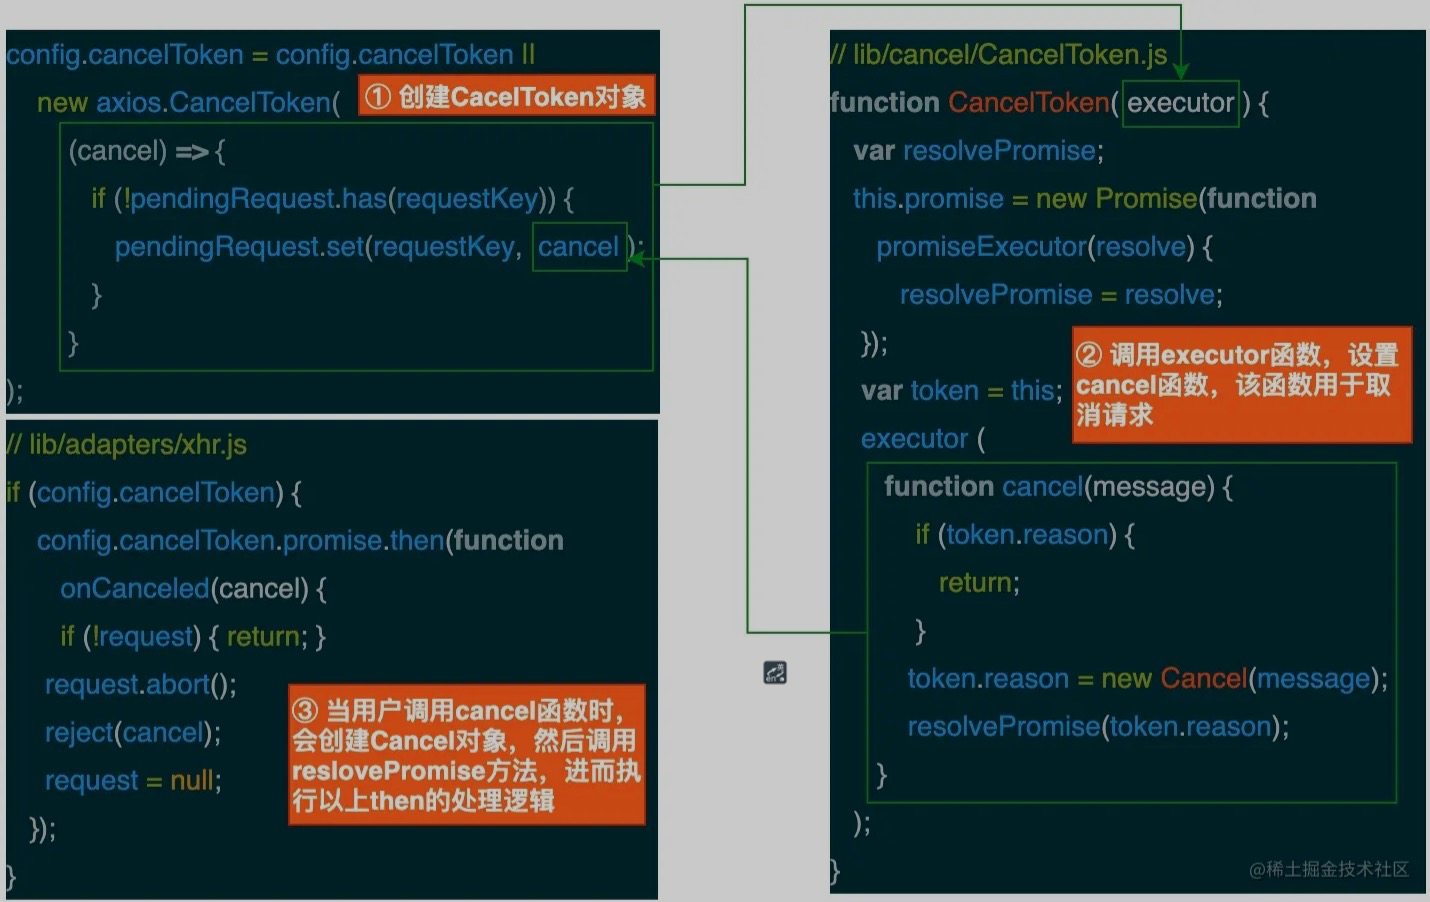 config.cancelToken = config.cancelToken ||
new axios.CancelToken(
① 创建CacelToken对象
(cancel) => {
if (!pendingRequest.has(requestKey)) {
pendingRequest.set(requestKey, cancel);
}
}
);
// lib/adapters/xhr.js
if (config.cancelToken) {
config.cancelToken.promise.then(function
onCanceled(cancel) {
if (!request) { return; }
request.abort();
reject(cancel);
request = null;
});
}
③ 当用户调用cancel函数时，
会创建Cancel对象，然后调用
reslovePromise方法，进而执
行以上then的处理逻辑
// lib/cancel/CancelToken.js
function CancelToken( executor ) {
var resolvePromise;
this.promise = new Promise(function
promiseExecutor(resolve) {
resolvePromise = resolve;
});
var token = this;
② 调用executor函数，设置
cancel函数，该函数用于取
消请求
executor (
function cancel(message) {
if (token.reason) {
return;
}
token.reason = new Cancel(message);
resolvePromise(token.reason);
}
);
}
@稀土掘金技术社区